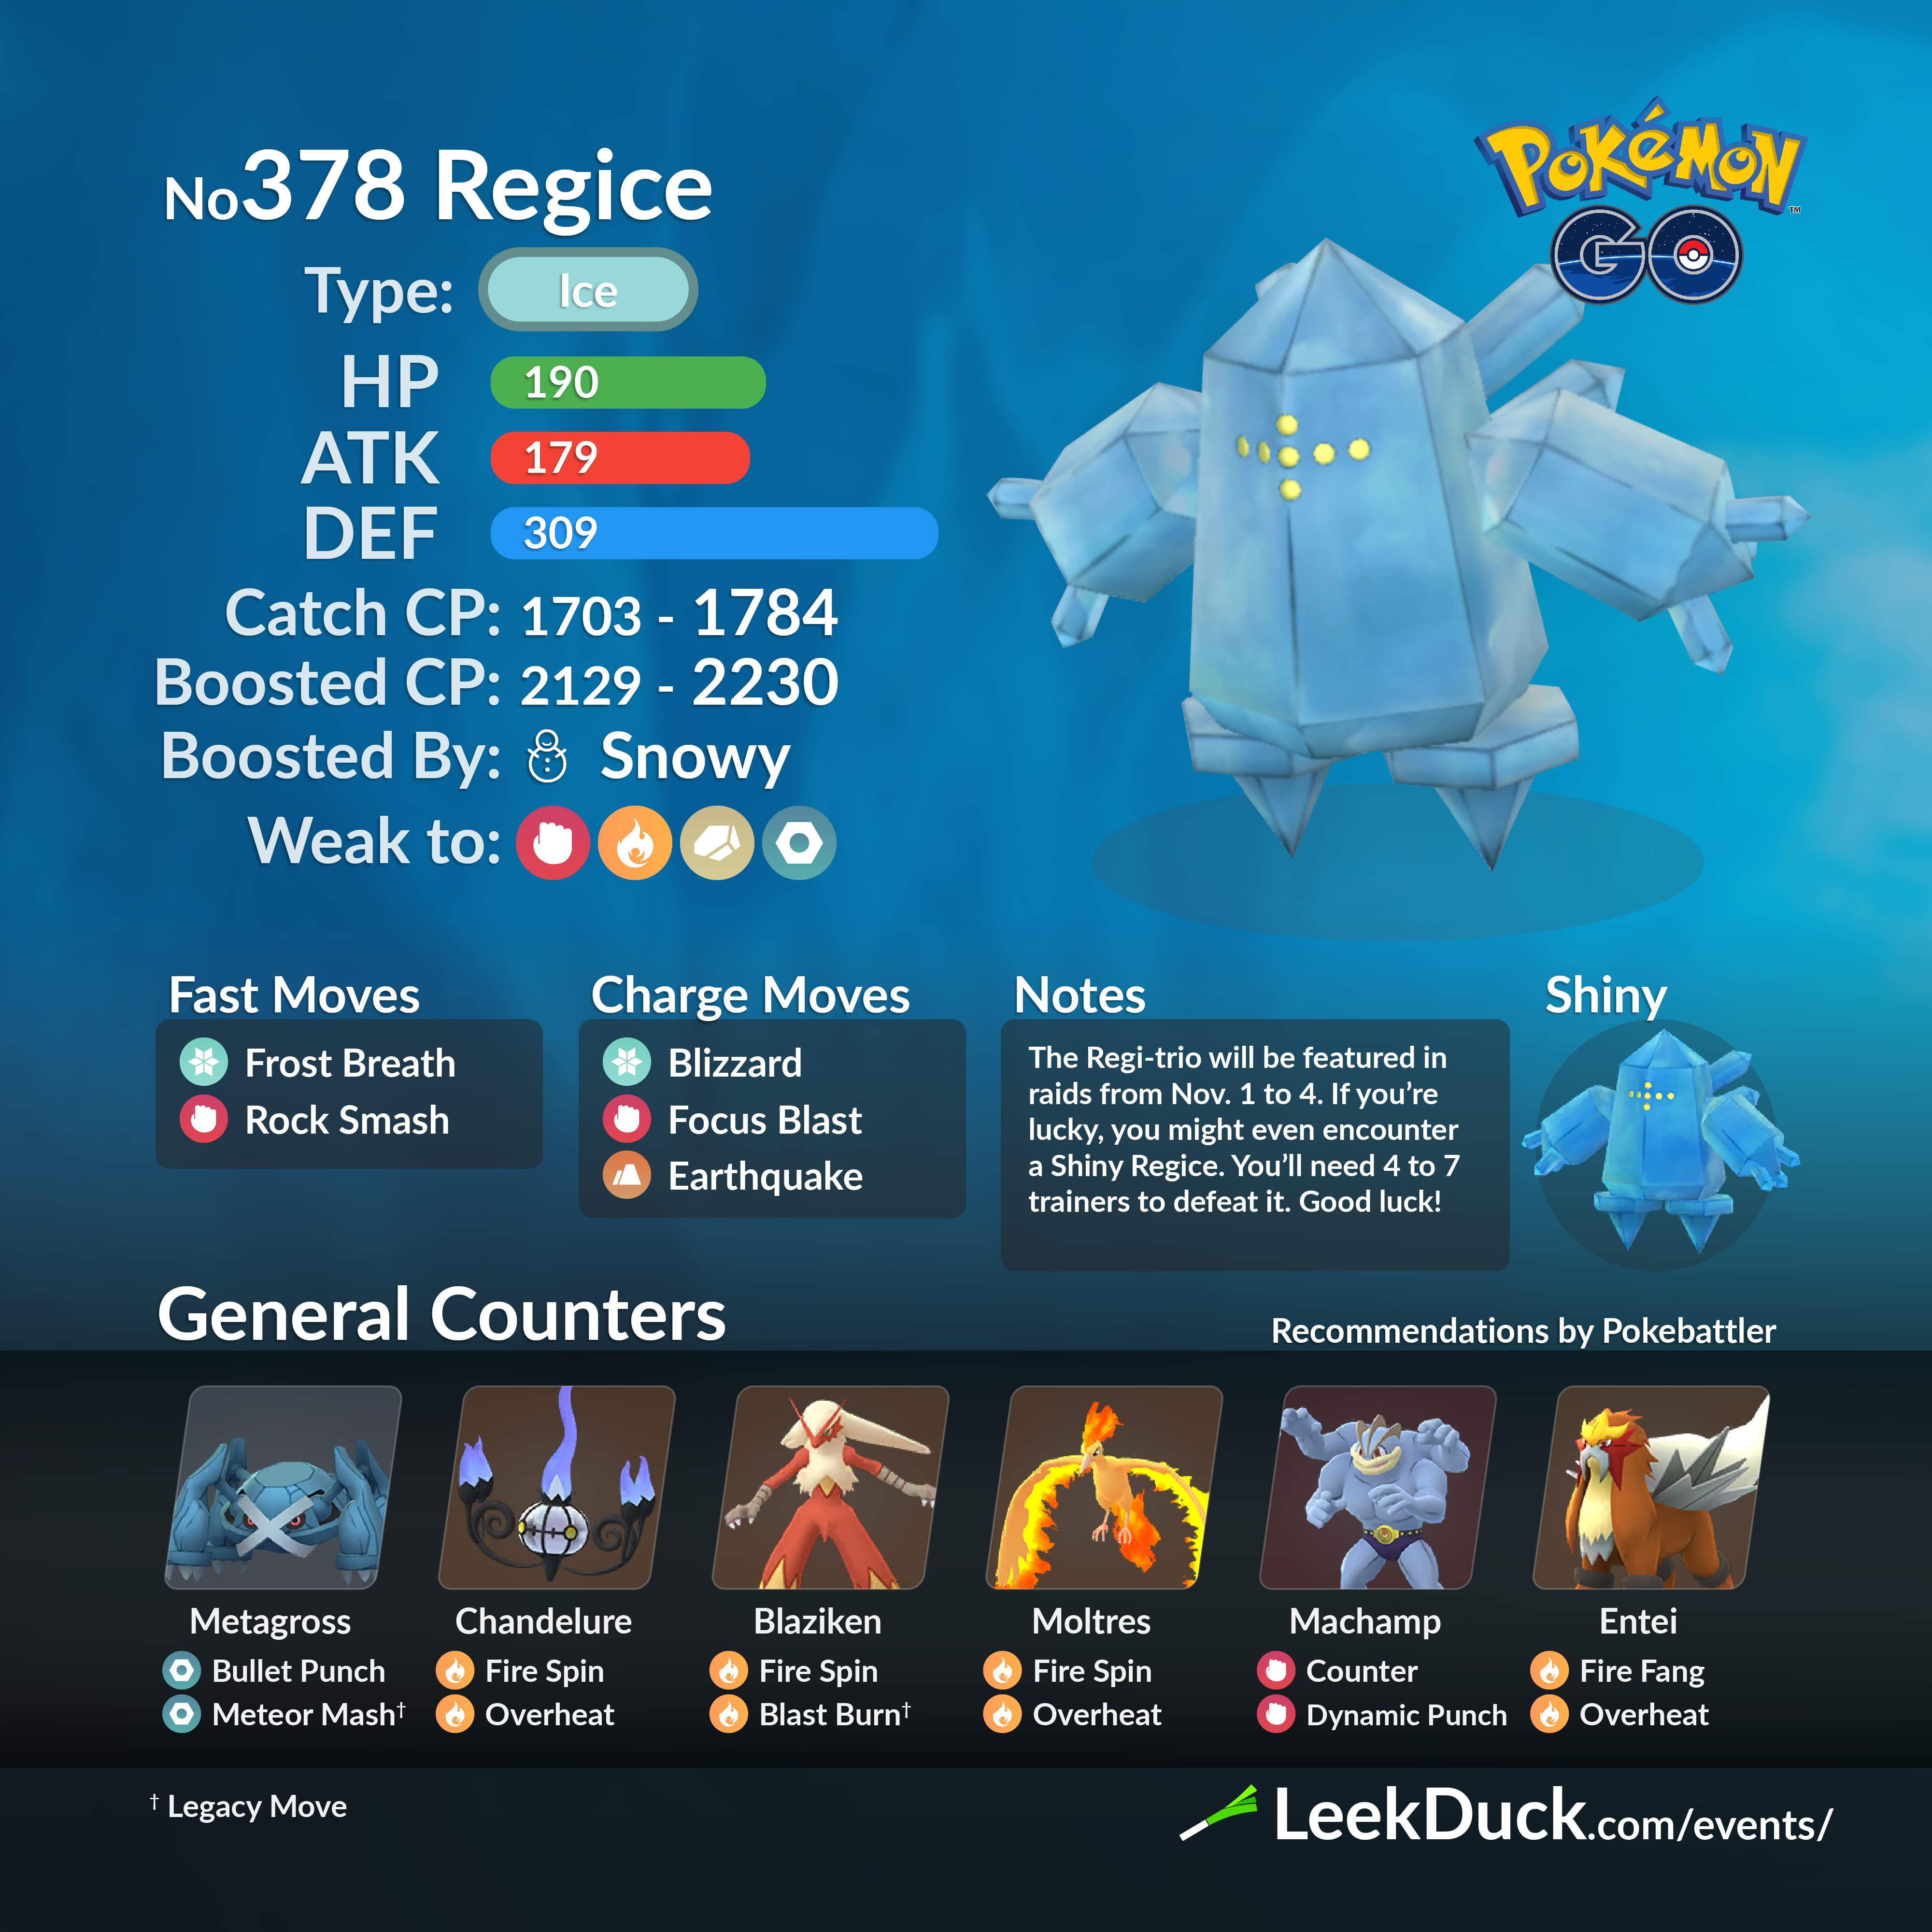 No378 Regice
POKÉMON
GO
TM
Type: Ice
HP 190
ATK 179
DEF 309
Catch CP: 1703 - 1784
Boosted CP: 2129 - 2230
Boosted By: Snowy
Weak to:
Fast Moves
Frost Breath
Rock Smash
Charge Moves
Blizzard
Focus Blast
Earthquake
Notes
The Regi-trio will be featured in
raids from Nov. 1 to 4. If you’re
lucky, you might even encounter
a Shiny Regice. You’ll need 4 to 7
trainers to defeat it. Good luck!
Shiny
General Counters
Recommendations by Pokebattler
Metagross
Bullet Punch
Meteor Mash†
Chandelure
Fire Spin
Overheat
Blaziken
Fire Spin
Blast Burn†
Moltres
Fire Spin
Overheat
Machamp
Counter
Dynamic Punch
Entei
Fire Fang
Overheat
† Legacy Move
LeekDuck.com/events/